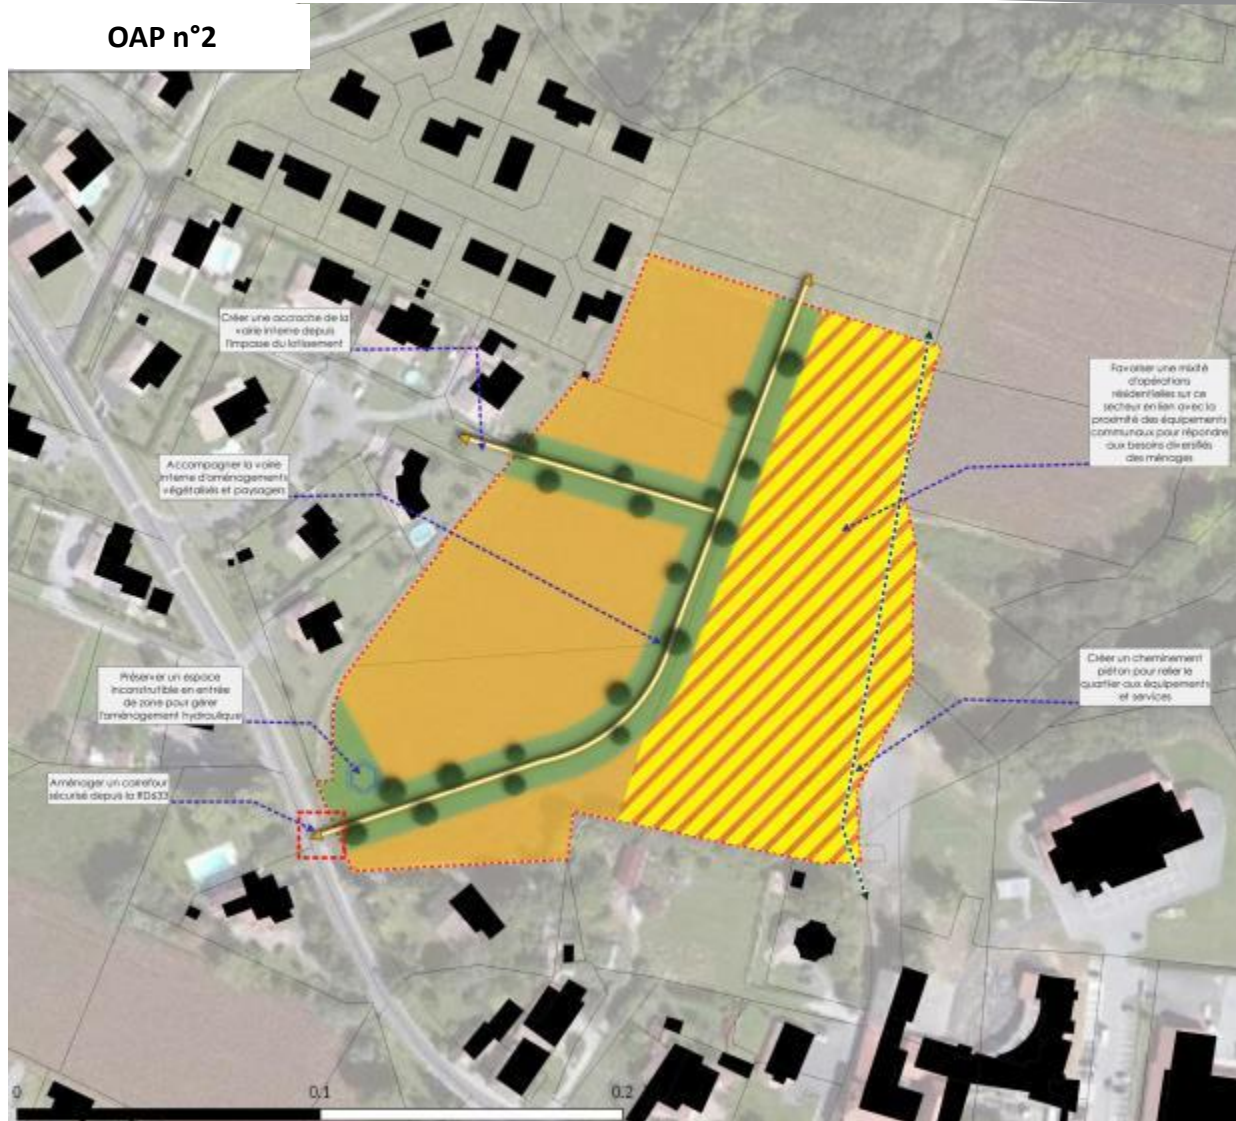 OAP n°2
Créer une accroche de la
voirie interne depuis
l'impasse du lotissement
Favoriser une mixité
d'opérations
résidentielles sur ce
secteur en lien avec la
proximité des équipements
communaux pour répondre
aux besoins diversifiés
des ménages
Accompagner la voirie
interne d'aménagements
végétalisés et paysagers
Créer un cheminement
piéton pour relier le
quartier aux équipements
et services
Préserver un espace
inconstrutible en entrée
de zone pour gérer
l'aménagement hydraulique
Aménager un carrefour
sécurisé depuis la RD633
0 0.1 0.2